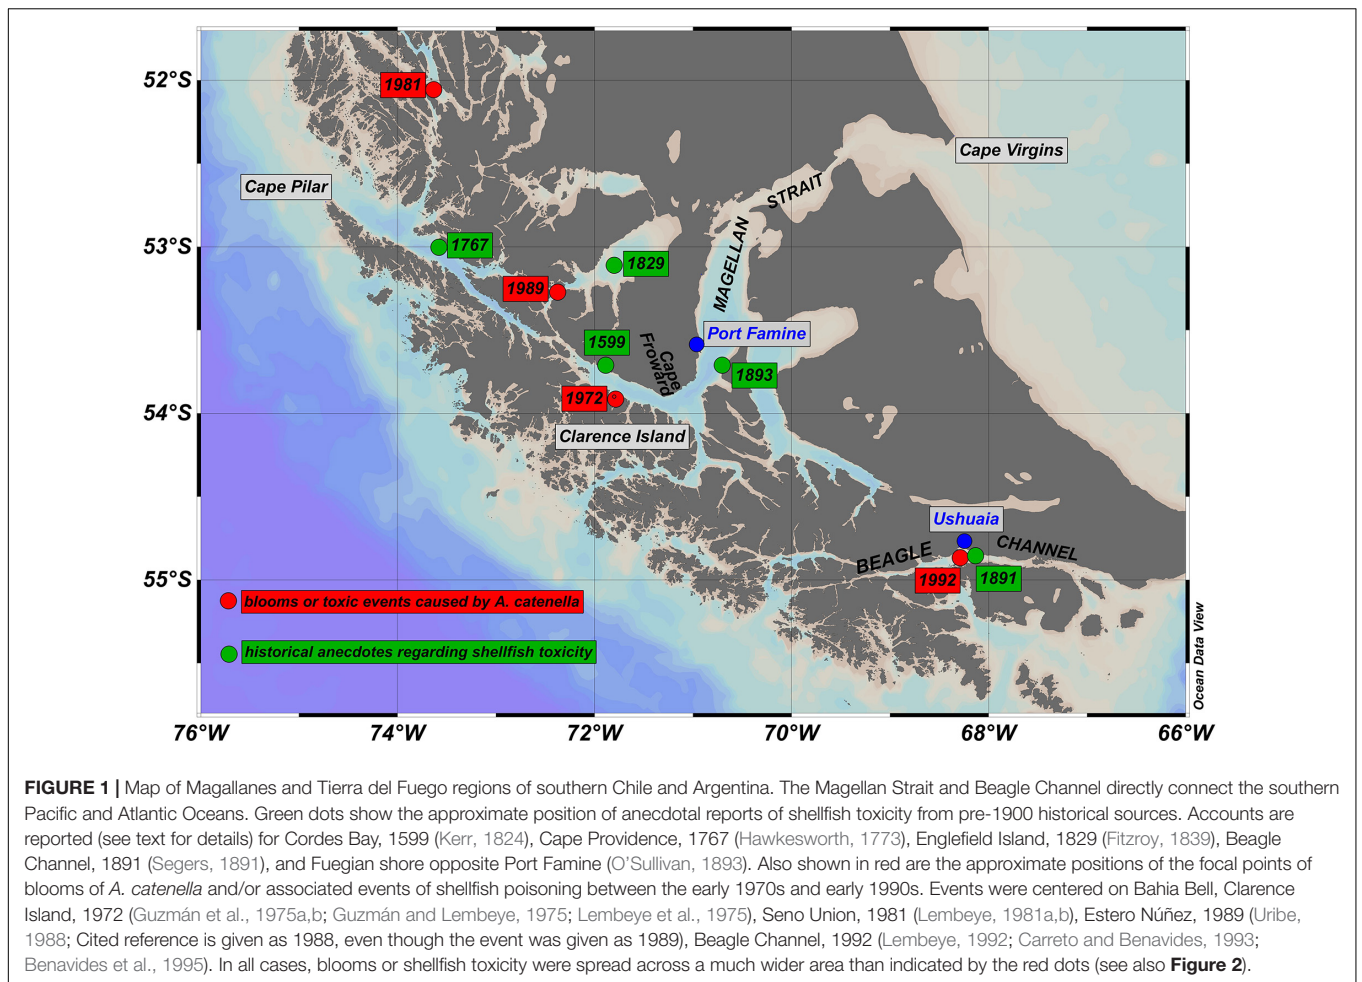 52°S
1981
Cape Virgins
Cape Pilar
STRAIT
53°S
1767
1829
MAGELLAN
1989
Port Famine
1599
Cape
Froward
1893
1972
54°S
Clarence Island
Ushuaia
BEAGLE
CHANNEL
1992
1891
55°S
blooms or toxic events caused by A. catenella
historical anecdotes regarding shellfish toxicity
Ocean Data View
76°W
74°W
72°W
70°W
68°W
66°W
FIGURE 1 | Map of Magallanes and Tierra del Fuego regions of southern Chile and Argentina. The Magellan Strait and Beagle Channel directly connect the southern
Pacific and Atlantic Oceans. Green dots show the approximate position of anecdotal reports of shellfish toxicity from pre-1900 historical sources. Accounts are
reported (see text for details) for Cordes Bay, 1599 (Kerr, 1824), Cape Providence, 1767 (Hawkesworth, 1773), Englefield Island, 1829 (Fitzroy, 1839), Beagle
Channel, 1891 (Segers, 1891), and Fuegian shore opposite Port Famine (O'Sullivan, 1893). Also shown in red are the approximate positions of the focal points of
blooms of A. catenella and/or associated events of shellfish poisoning between the early 1970s and early 1990s. Events were centered on Bahia Bell, Clarence
Island, 1972 (Guzmán et al., 1975a,b; Guzmán and Lembeye, 1975; Lembeye et al., 1975), Seno Union, 1981 (Lembeye, 1981a,b), Estero Núñez, 1989 (Uribe,
1988; Cited reference is given as 1988, even though the event was given as 1989), Beagle Channel, 1992 (Lembeye, 1992; Carreto and Benavides, 1993;
Benavides et al., 1995). In all cases, blooms or shellfish toxicity were spread across a much wider area than indicated by the red dots (see also Figure 2).